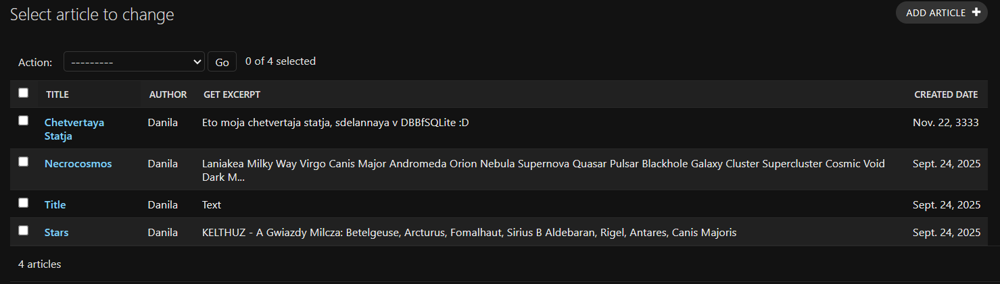 Select article to change
ADD ARTICLE
Action: --------- Go 0 of 4 selected
TITLE AUTHOR GET EXCERPT CREATED DATE
Chetvertaya Danila Eto moja chetvertaja statja, sdelannaya v DBBfSQLite :D Nov. 22, 3333
Statja
Necrocosmos Danila Laniakea Milky Way Virgo Canis Major Andromeda Orion Nebula Supernova Quasar Pulsar Blackhole Galaxy Cluster Supercluster Cosmic Void Sept. 24, 2025
Dark M...
Title Danila Text Sept. 24, 2025
Stars Danila KELTHUZ - A Gwiazdy Milcza: Betelgeuse, Arcturus, Fomalhaut, Sirius B Aldebaran, Rigel, Antares, Canis Majoris Sept. 24, 2025
4 articles